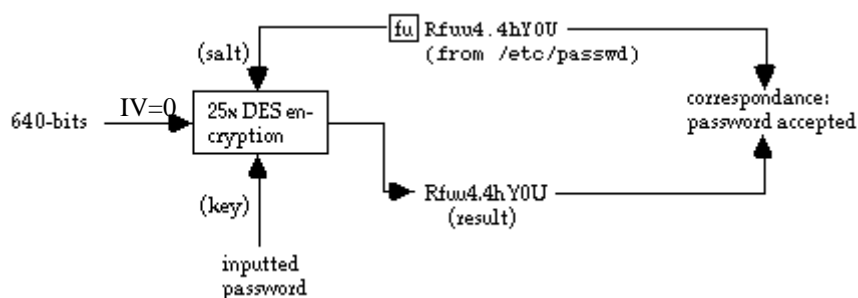 fu Rfuu4.4hY0U
(salt)
(from /etc/passwd)
640-bits
IV=0
25x DES en-
cryption
correspondance:
password accepted
(key)
Rfuu4.4hY0U
(result)
inputted
password